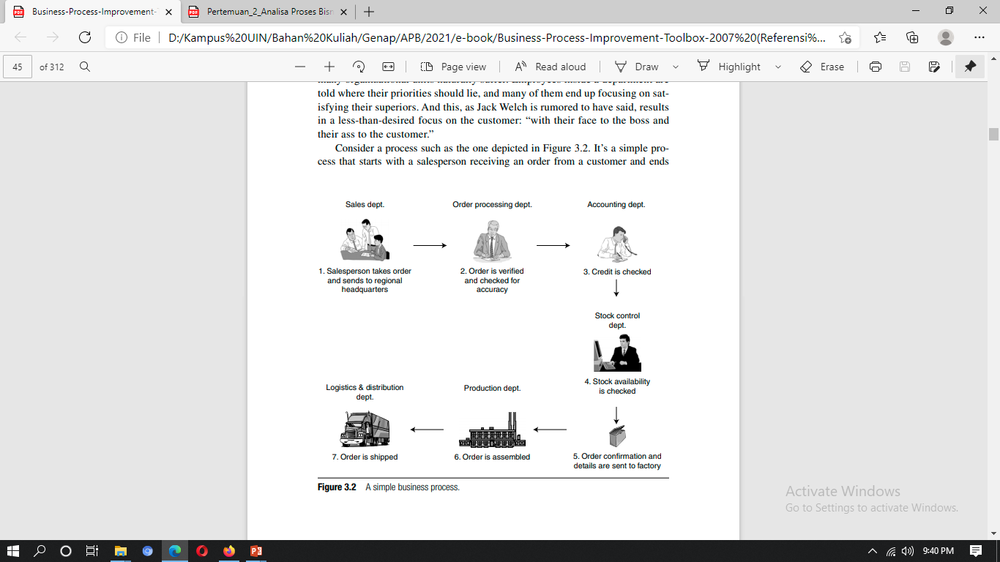 Business-Process-Improvement-
Pertemuan_2_Analisa Proses Bisn
File
D:/Kampus%20UIN/Bahan%20Kuliah/Genap/APB/2021/e-book/Business-Process-Improvement-Toolbox-2007%20(Referensi%...
45 of 312
Page view
Read aloud
Draw
Highlight
Erase
told where their priorities should lie, and many of them end up focusing on sat-
isfying their superiors. And this, as Jack Welch is rumored to have said, results
in a less-than-desired focus on the customer: “with their face to the boss and
their ass to the customer.”
Consider a process such as the one depicted in Figure 3.2. It’s a simple pro-
cess that starts with a salesperson receiving an order from a customer and ends
Sales dept.
1. Salesperson takes order
and sends to regional
headquarters
Order processing dept.
2. Order is verified
and checked for
accuracy
Accounting dept.
3. Credit is checked
Stock control
dept.
4. Stock availability
is checked
5. Order confirmation and
details are sent to factory
Production dept.
6. Order is assembled
Logistics & distribution
dept.
7. Order is shipped
Figure 3.2 A simple business process.
Activate Windows
Go to Settings to activate Windows.
9:40 PM